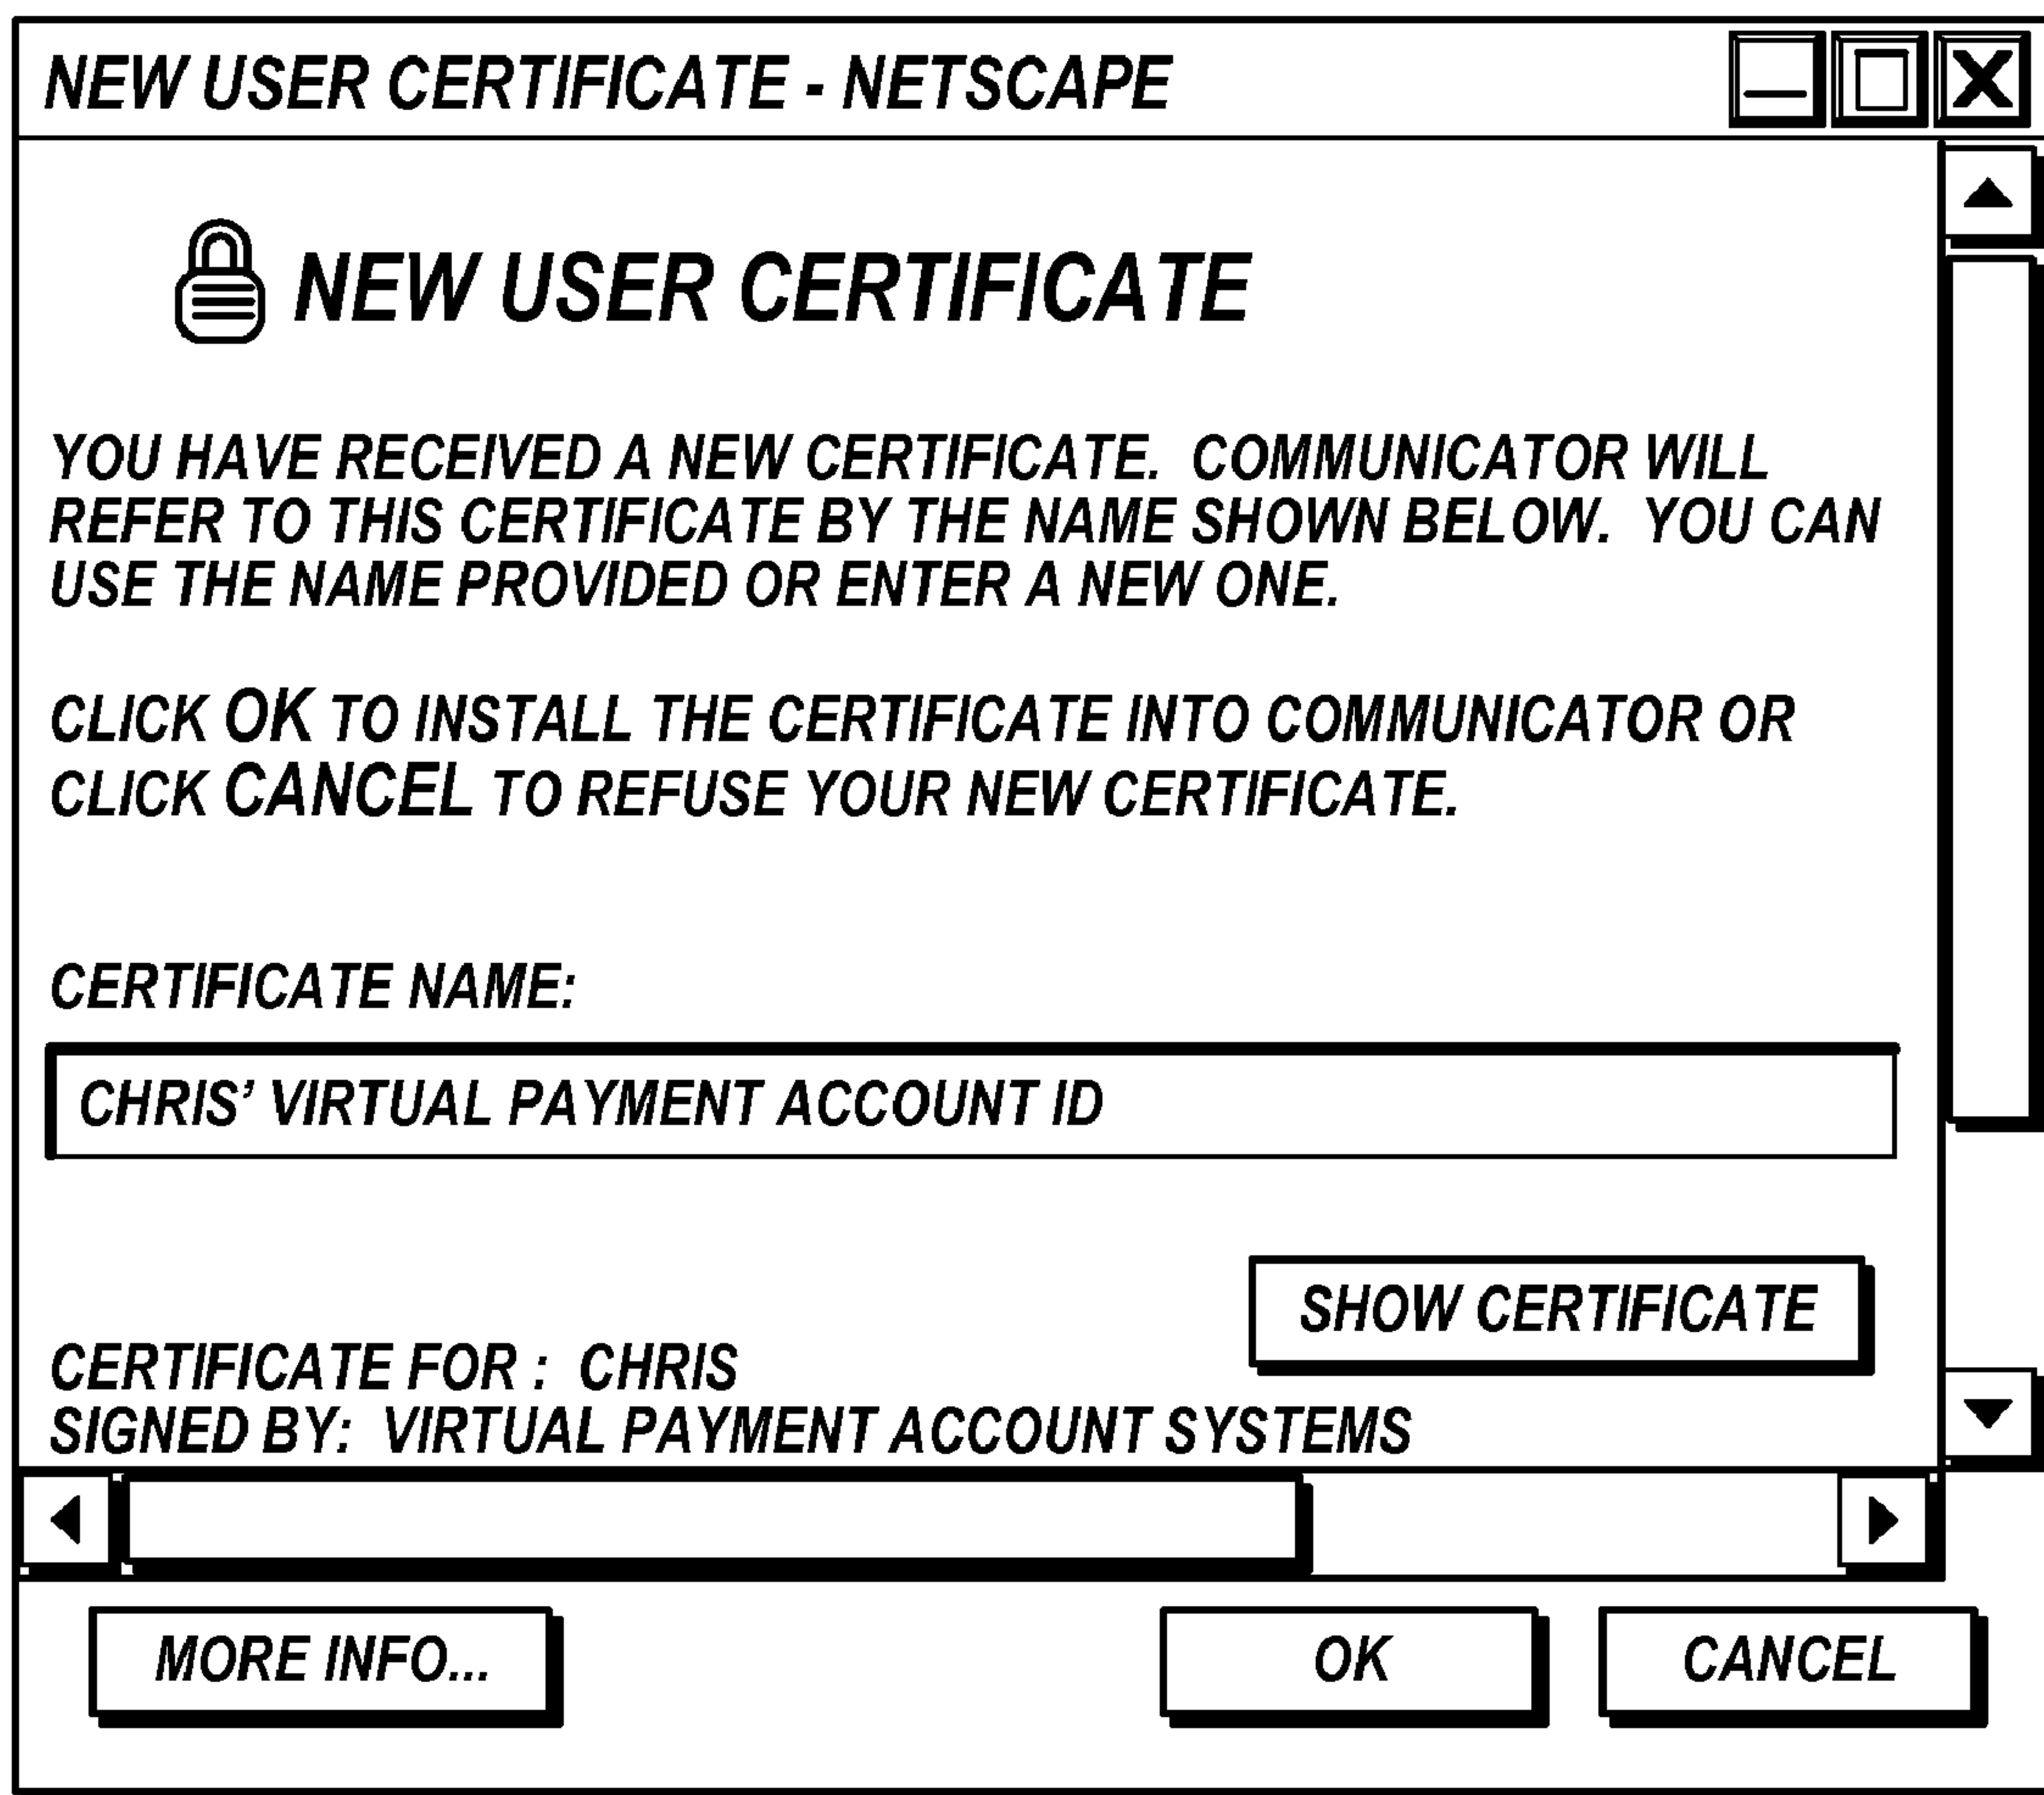 NEW USER CERTIFICATE - NETSCAPE
NEW USER CERTIFICATE
YOU HAVE RECEIVED A NEW CERTIFICATE.  COMMUNICATOR WILL
REFER TO THIS CERTIFICATE BY THE NAME SHOWN BELOW.  YOU CAN
USE THE NAME PROVIDED OR ENTER A NEW ONE.
CLICK OK TO INSTALL THE CERTIFICATE INTO COMMUNICATOR OR
CLICK CANCEL TO REFUSE YOUR NEW CERTIFICATE.
CERTIFICATE NAME:
CHRIS’ VIRTUAL PAYMENT ACCOUNT ID
SHOW CERTIFICATE
CERTIFICATE FOR :  CHRIS
SIGNED BY:  VIRTUAL PAYMENT ACCOUNT SYSTEMS
MORE INFO...
OK
CANCEL